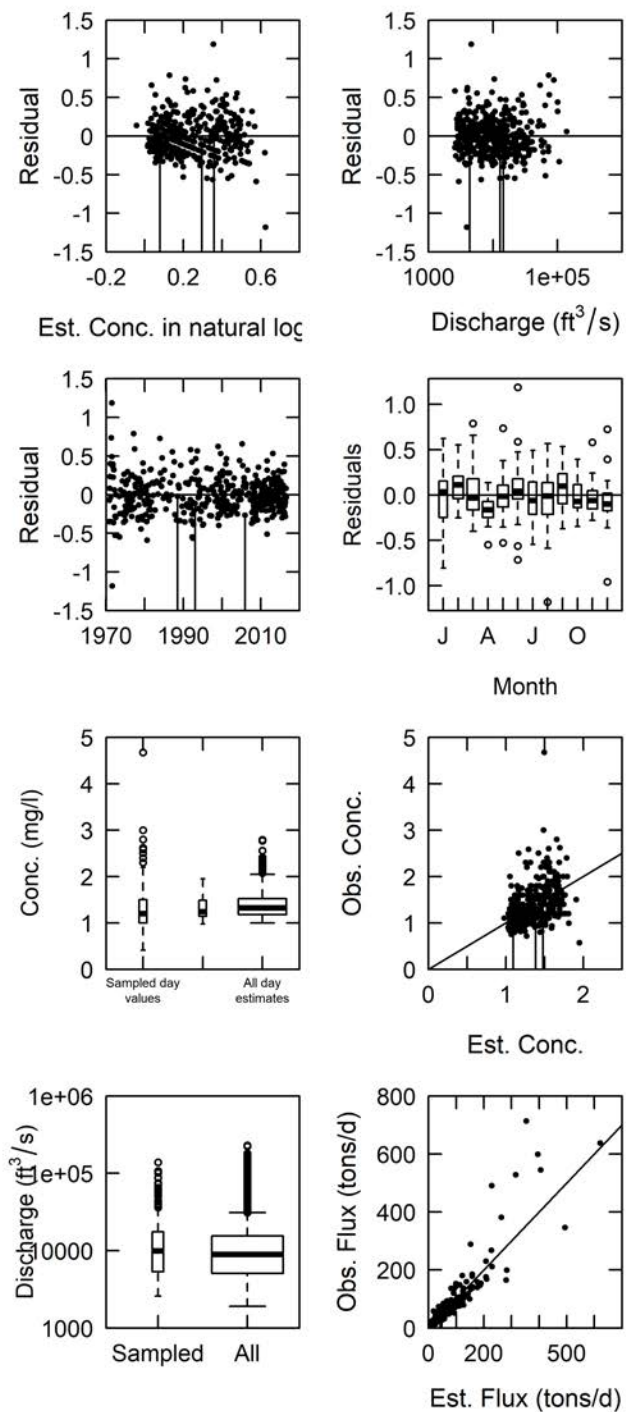 1.5
1
0.5
0
-0.5
-1
-1.5
Residual
-0.2
0.2
0.6
Est. Conc. in natural log
1.5
1
0.5
0
-0.5
-1
-1.5
Residual
1000
1e+05
Discharge (ft³/s)
1.5
1
0.5
0
-0.5
-1
-1.5
Residual
1970
1990
2010
1.0
0.5
0.0
-0.5
-1.0
Residuals
J
A
J
O
Month
5
4
3
2
1
0
Conc. (mg/l)
Sampled day
values
All day
estimates
5
4
3
2
1
0
Obs. Conc.
0
1
2
Est. Conc.
1e+06
1e+05
10000
1000
Discharge (ft³/s)
Sampled
All
800
600
400
200
0
Obs. Flux (tons/d)
0
200
500
Est. Flux (tons/d)